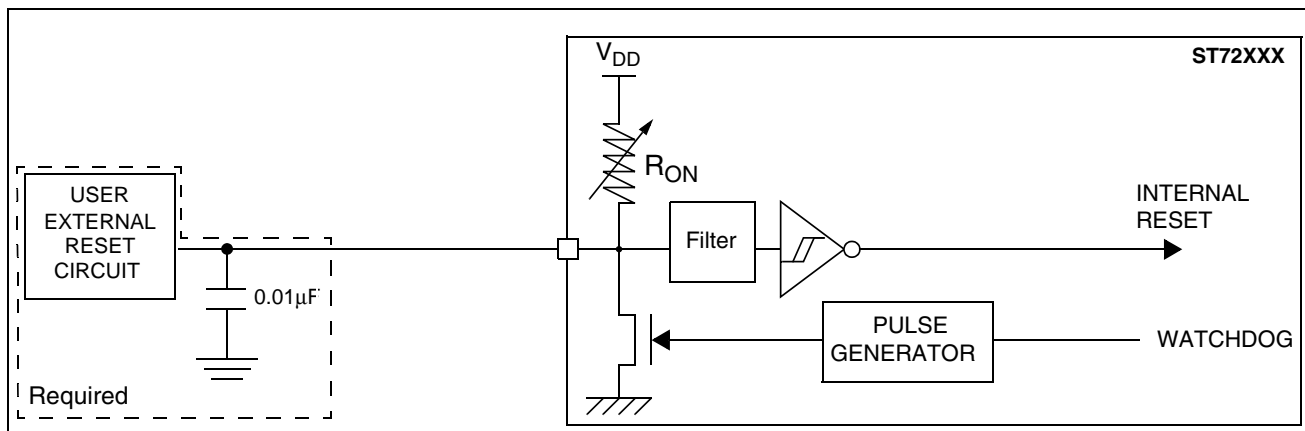 V_DD
ST72XXX
R_ON
INTERNAL
RESET
USER
EXTERNAL
RESET
CIRCUIT
Filter
0.01μF
PULSE
GENERATOR
WATCHDOG
Required